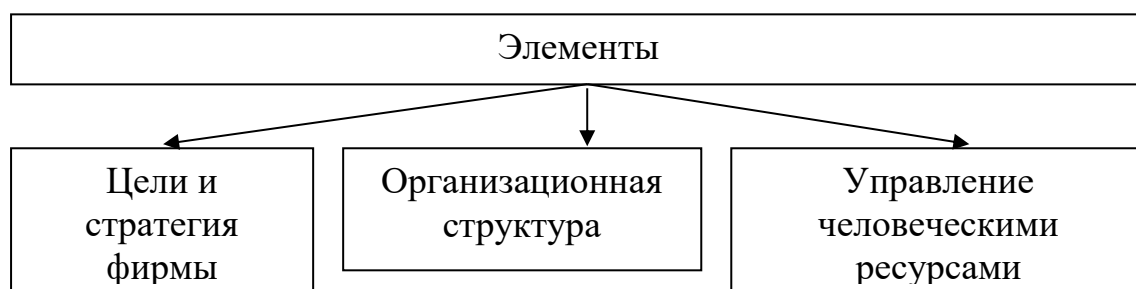 Элементы
Цели и
стратегия
фирмы
Организационная
структура
Управление
человеческими
ресурсами